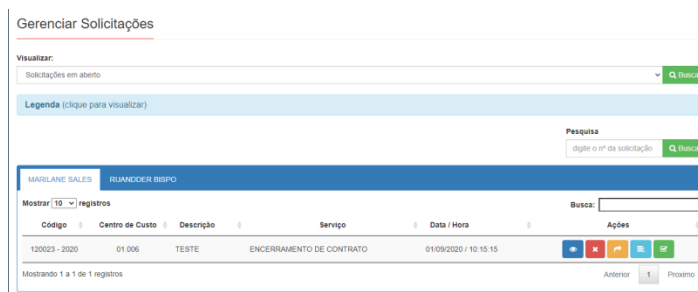 Gerenciar Solicitações
Visualizar:
Solicitações em aberto
Busca
Legenda (clique para visualizar)
Pesquisa
digite o nº da solicitação
Busca
MARILANE SALES RUANDDER BISPO
Mostrar 10 registros
Busca:
Código Centro de Custo Descrição Serviço Data / Hora Ações
120023 - 2020 01.006 TESTE ENCERRAMENTO DE CONTRATO 01/09/2020 / 10:15:15
Mostrando 1 a 1 de 1 registros
Anterior 1 Proximo